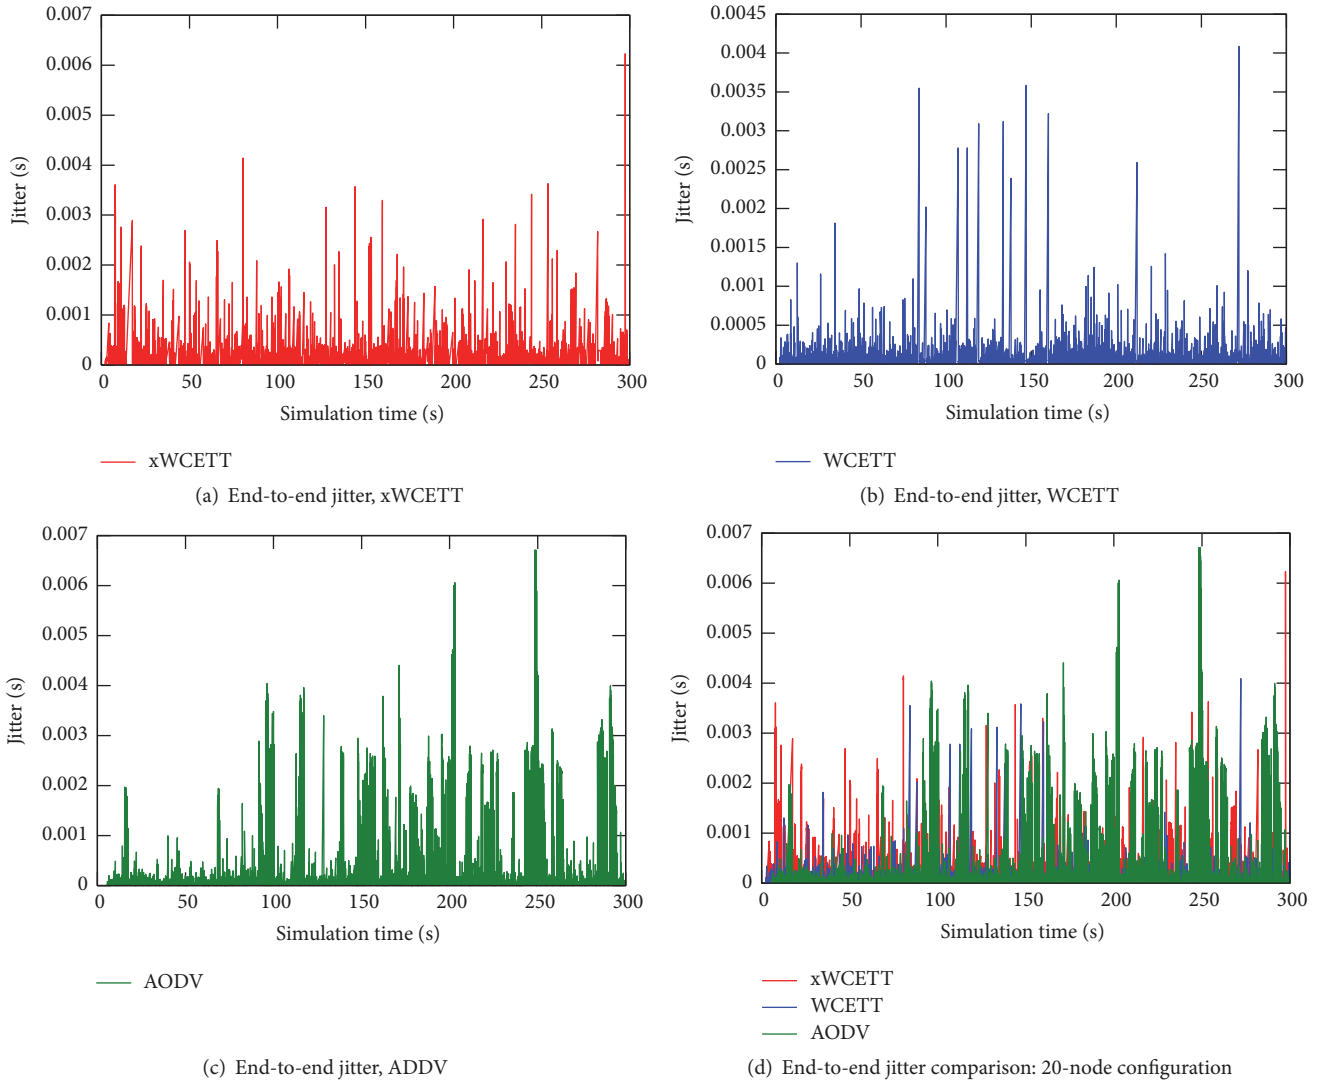 0.007
0.006
0.005
0.004
0.003
0.002
0.001
0
Jitter (s)
0 50 100 150 200 250 300
Simulation time (s)
xWCETT
(a) End-to-end jitter, xWCETT
0.0045
0.004
0.0035
0.003
0.0025
0.002
0.0015
0.001
0.0005
0
Jitter (s)
0 50 100 150 200 250 300
Simulation time (s)
WCETT
(b) End-to-end jitter, WCETT
0.007
0.006
0.005
0.004
0.003
0.002
0.001
0
Jitter (s)
0 50 100 150 200 250 300
Simulation time (s)
AODV
(c) End-to-end jitter, ADDV
0.007
0.006
0.005
0.004
0.003
0.002
0.001
0
Jitter (s)
0 50 100 150 200 250 300
Simulation time (s)
xWCETT
WCETT
AODV
(d) End-to-end jitter comparison: 20-node configuration